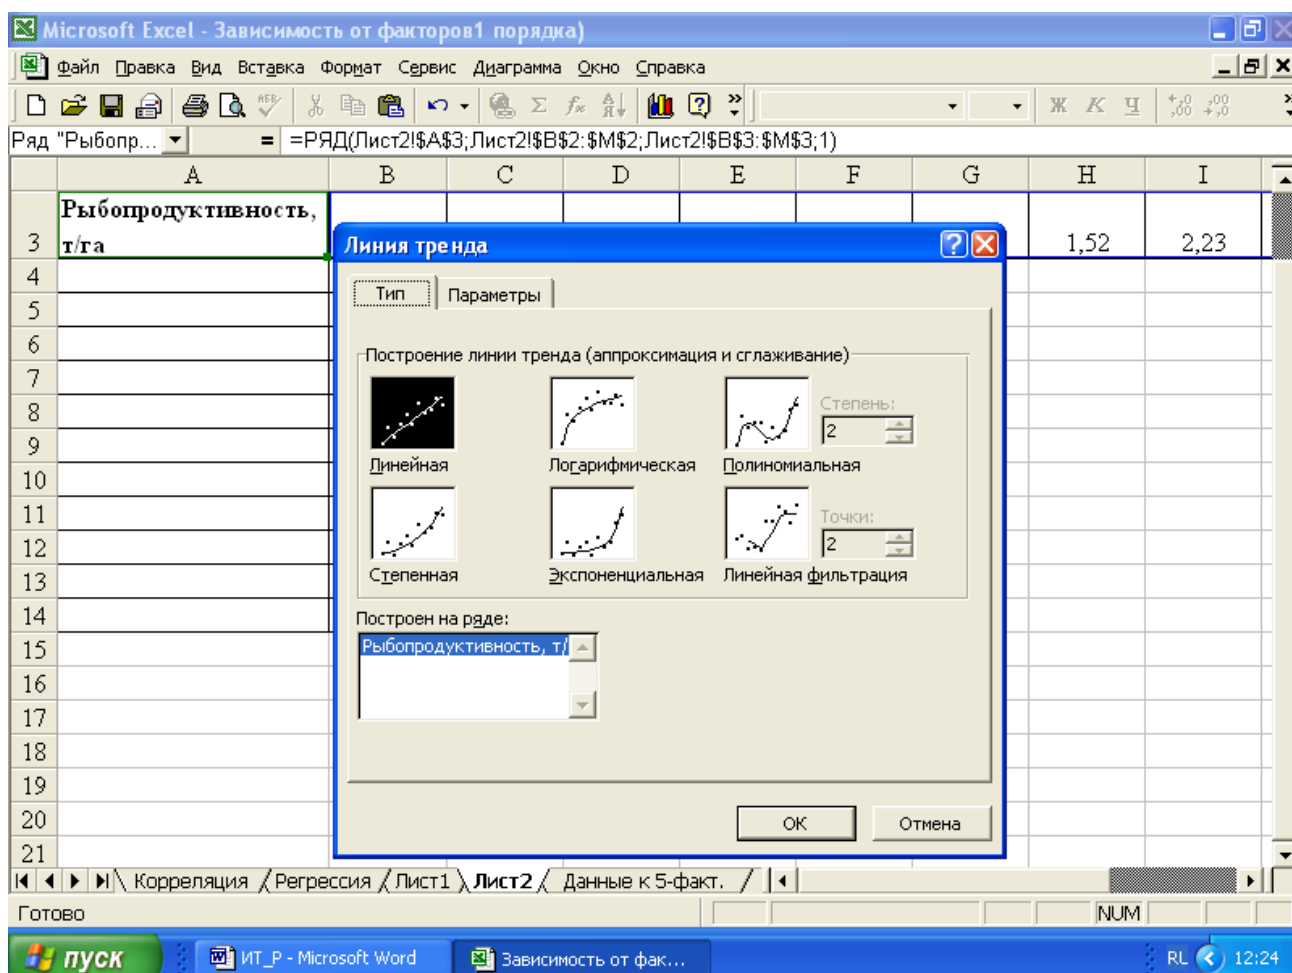 Microsoft Excel - Зависимость от факторов1 порядка)
Файл Правка Вид Вставка Формат Сервис Диаграмма Окно Справка
Ж К Ч
Ряд "Рыбопр... = =РЯД(Лист2!$A$3;Лист2!$B$2:$M$2;Лист2!$B$3:$M$3;1)
A B C D E F G H I
Рыбопродуктивность,
3 т/га 1,52 2,23
Линия тренда
4
Тип Параметры
5
6
Построение линии тренда (аппроксимация и сглаживание)
7
8
Степень:
2
9
Линейная Логарифмическая Полиномиальная
10
11
Точки:
12
2
13
Степенная Экспоненциальная Линейная фильтрация
14
Построен на ряде:
15
Рыбопродуктивность, т/
16
17
18
19
20
ОК Отмена
21
Корреляция Регрессия Лист1 Лист2 Данные к 5-факт.
Готово NUM
пуск ИТ_Р - Microsoft Word Зависимость от фак... RL 12:24